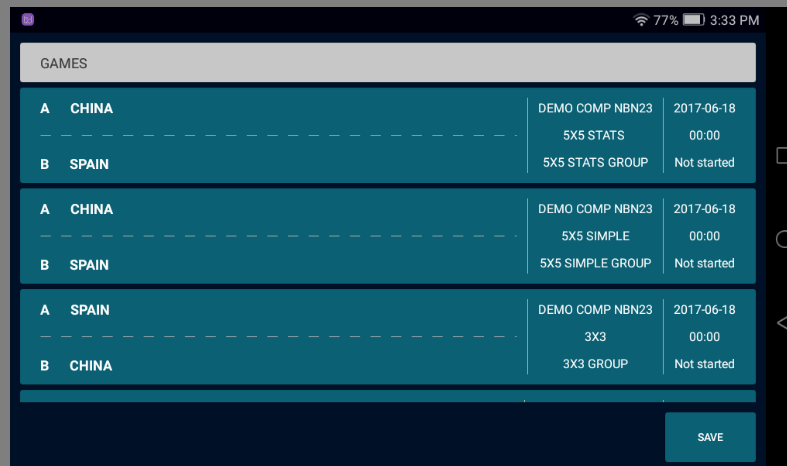 77% 3:33 PM
GAMES
A CHINA
DEMO COMP NBN23 2017-06-18
5X5 STATS 00:00
B SPAIN
5X5 STATS GROUP Not started
A CHINA
DEMO COMP NBN23 2017-06-18
5X5 SIMPLE 00:00
B SPAIN
5X5 SIMPLE GROUP Not started
A SPAIN
DEMO COMP NBN23 2017-06-18
3X3 00:00
B CHINA
3X3 GROUP Not started
SAVE